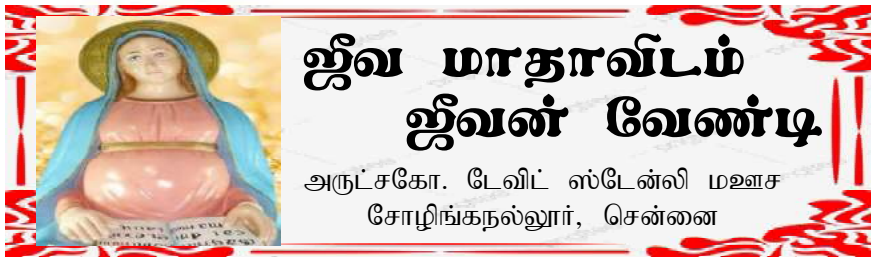 ஜீவ மாதாவிடம்
ஜீவன் வேண்டி
அருட்சகோ. டேவிட் ஸ்டேன்லி மஊச
சோழிங்கநல்லூர், சென்னை